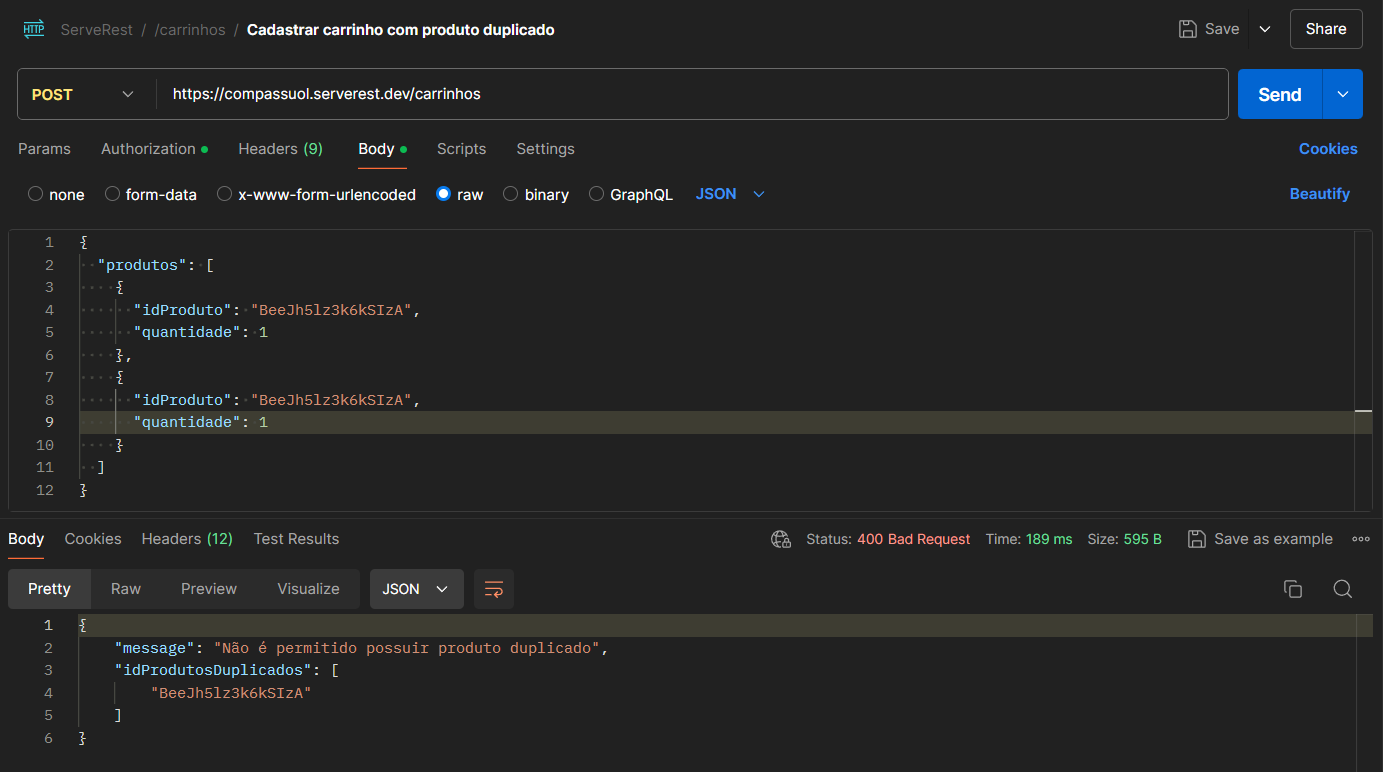 HTTP ServeRest / /carrinhos / Cadastrar carrinho com produto duplicado Save Share
POST https://compassuol.serverest.dev/carrinhos Send
Params Authorization Headers (9) Body Scripts Settings Cookies
none form-data x-www-form-urlencoded raw binary GraphQL JSON Beautify
1 {
2 "produtos": [
3 {
4 "idProduto": "BeeJh5lz3k6kSIzA",
5 "quantidade": 1
6 },
7 {
8 "idProduto": "BeeJh5lz3k6kSIzA",
9 "quantidade": 1
10 }
11 ]
12 }
Body Cookies Headers (12) Test Results Status: 400 Bad Request Time: 189 ms Size: 595 B Save as example
Pretty Raw Preview Visualize JSON
1 {
2 "message": "Não é permitido possuir produto duplicado",
3 "idProdutosDuplicados": [
4 "BeeJh5lz3k6kSIzA"
5 ]
6 }